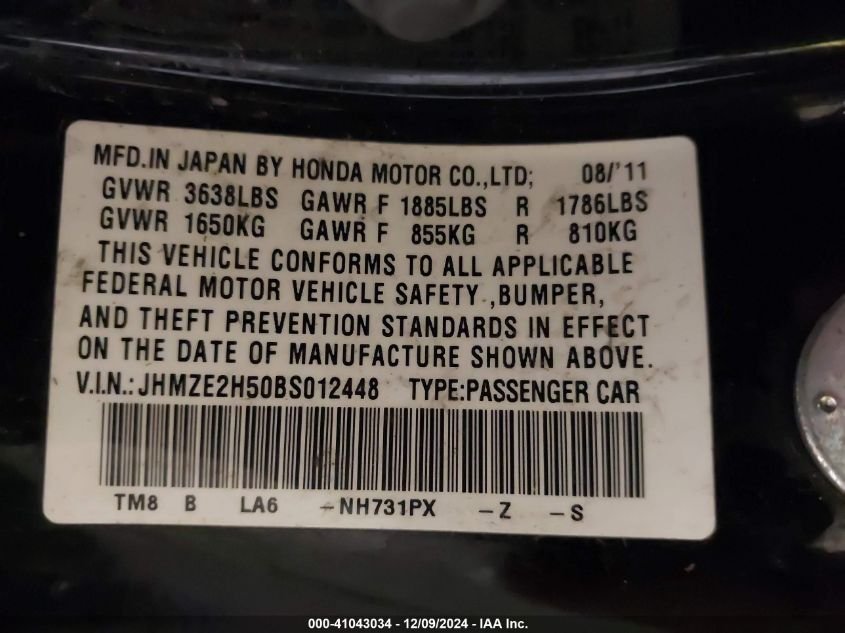 MFD.IN JAPAN BY HONDA MOTOR CO.,LTD; 08/'11
GVWR 3638LBS GAWR F 1885LBS R 1786LBS
GVWR 1650KG GAWR F 855KG R 810KG
THIS VEHICLE CONFORMS TO ALL APPLICABLE
FEDERAL MOTOR VEHICLE SAFETY ,BUMPER,
AND THEFT PREVENTION STANDARDS IN EFFECT
ON THE DATE OF MANUFACTURE SHOWN ABOVE.
V.I.N.: JHMZE2H50BS012448 TYPE:PASSENGER CAR
TM8 B LA6 -NH731PX -Z -S
000-41043034 - 12/09/2024 - IAA Inc.